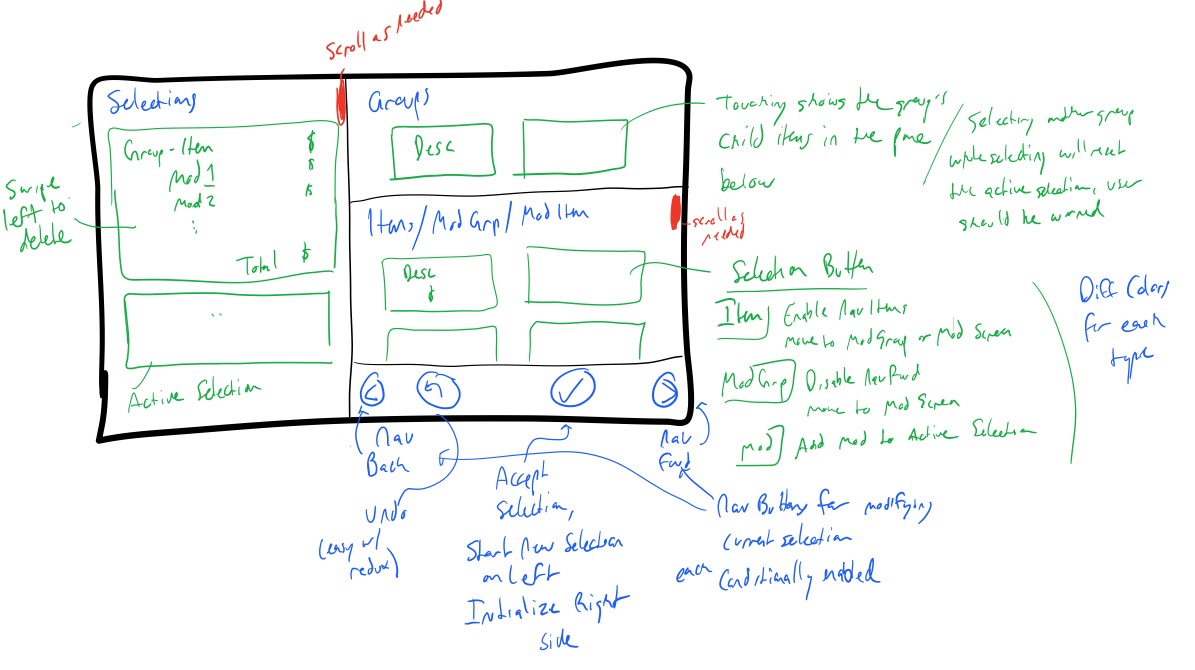 Scroll as needed
Selections
Group - Item $
Mod 1 $
Mod 2 $
Total $
Active Selection
Swipe
left to
delete
Groups
Desc
Items/Mod Grp/Mod Item
Desc
$
scroll as
needed
Touching shows the group's
child items in the pane
below
Selecting another group
while selecting will reset
the active selection, user
should be warned
Selection Button
Item Enable Nav Items
move to ModGroup or Mod Screen
ModGrp Disable Nav Fwd
move to Mod Screen
Mod Add Mod to Active Selection
Diff Colors
for each
type
Nav
Back
Undo
(easy w/
redux)
Accept
Selection,
Start New Selection
on left
Initialize Right
side
Nav
Fwd
Nav Buttons for modifying
current selection
each Conditionally enabled